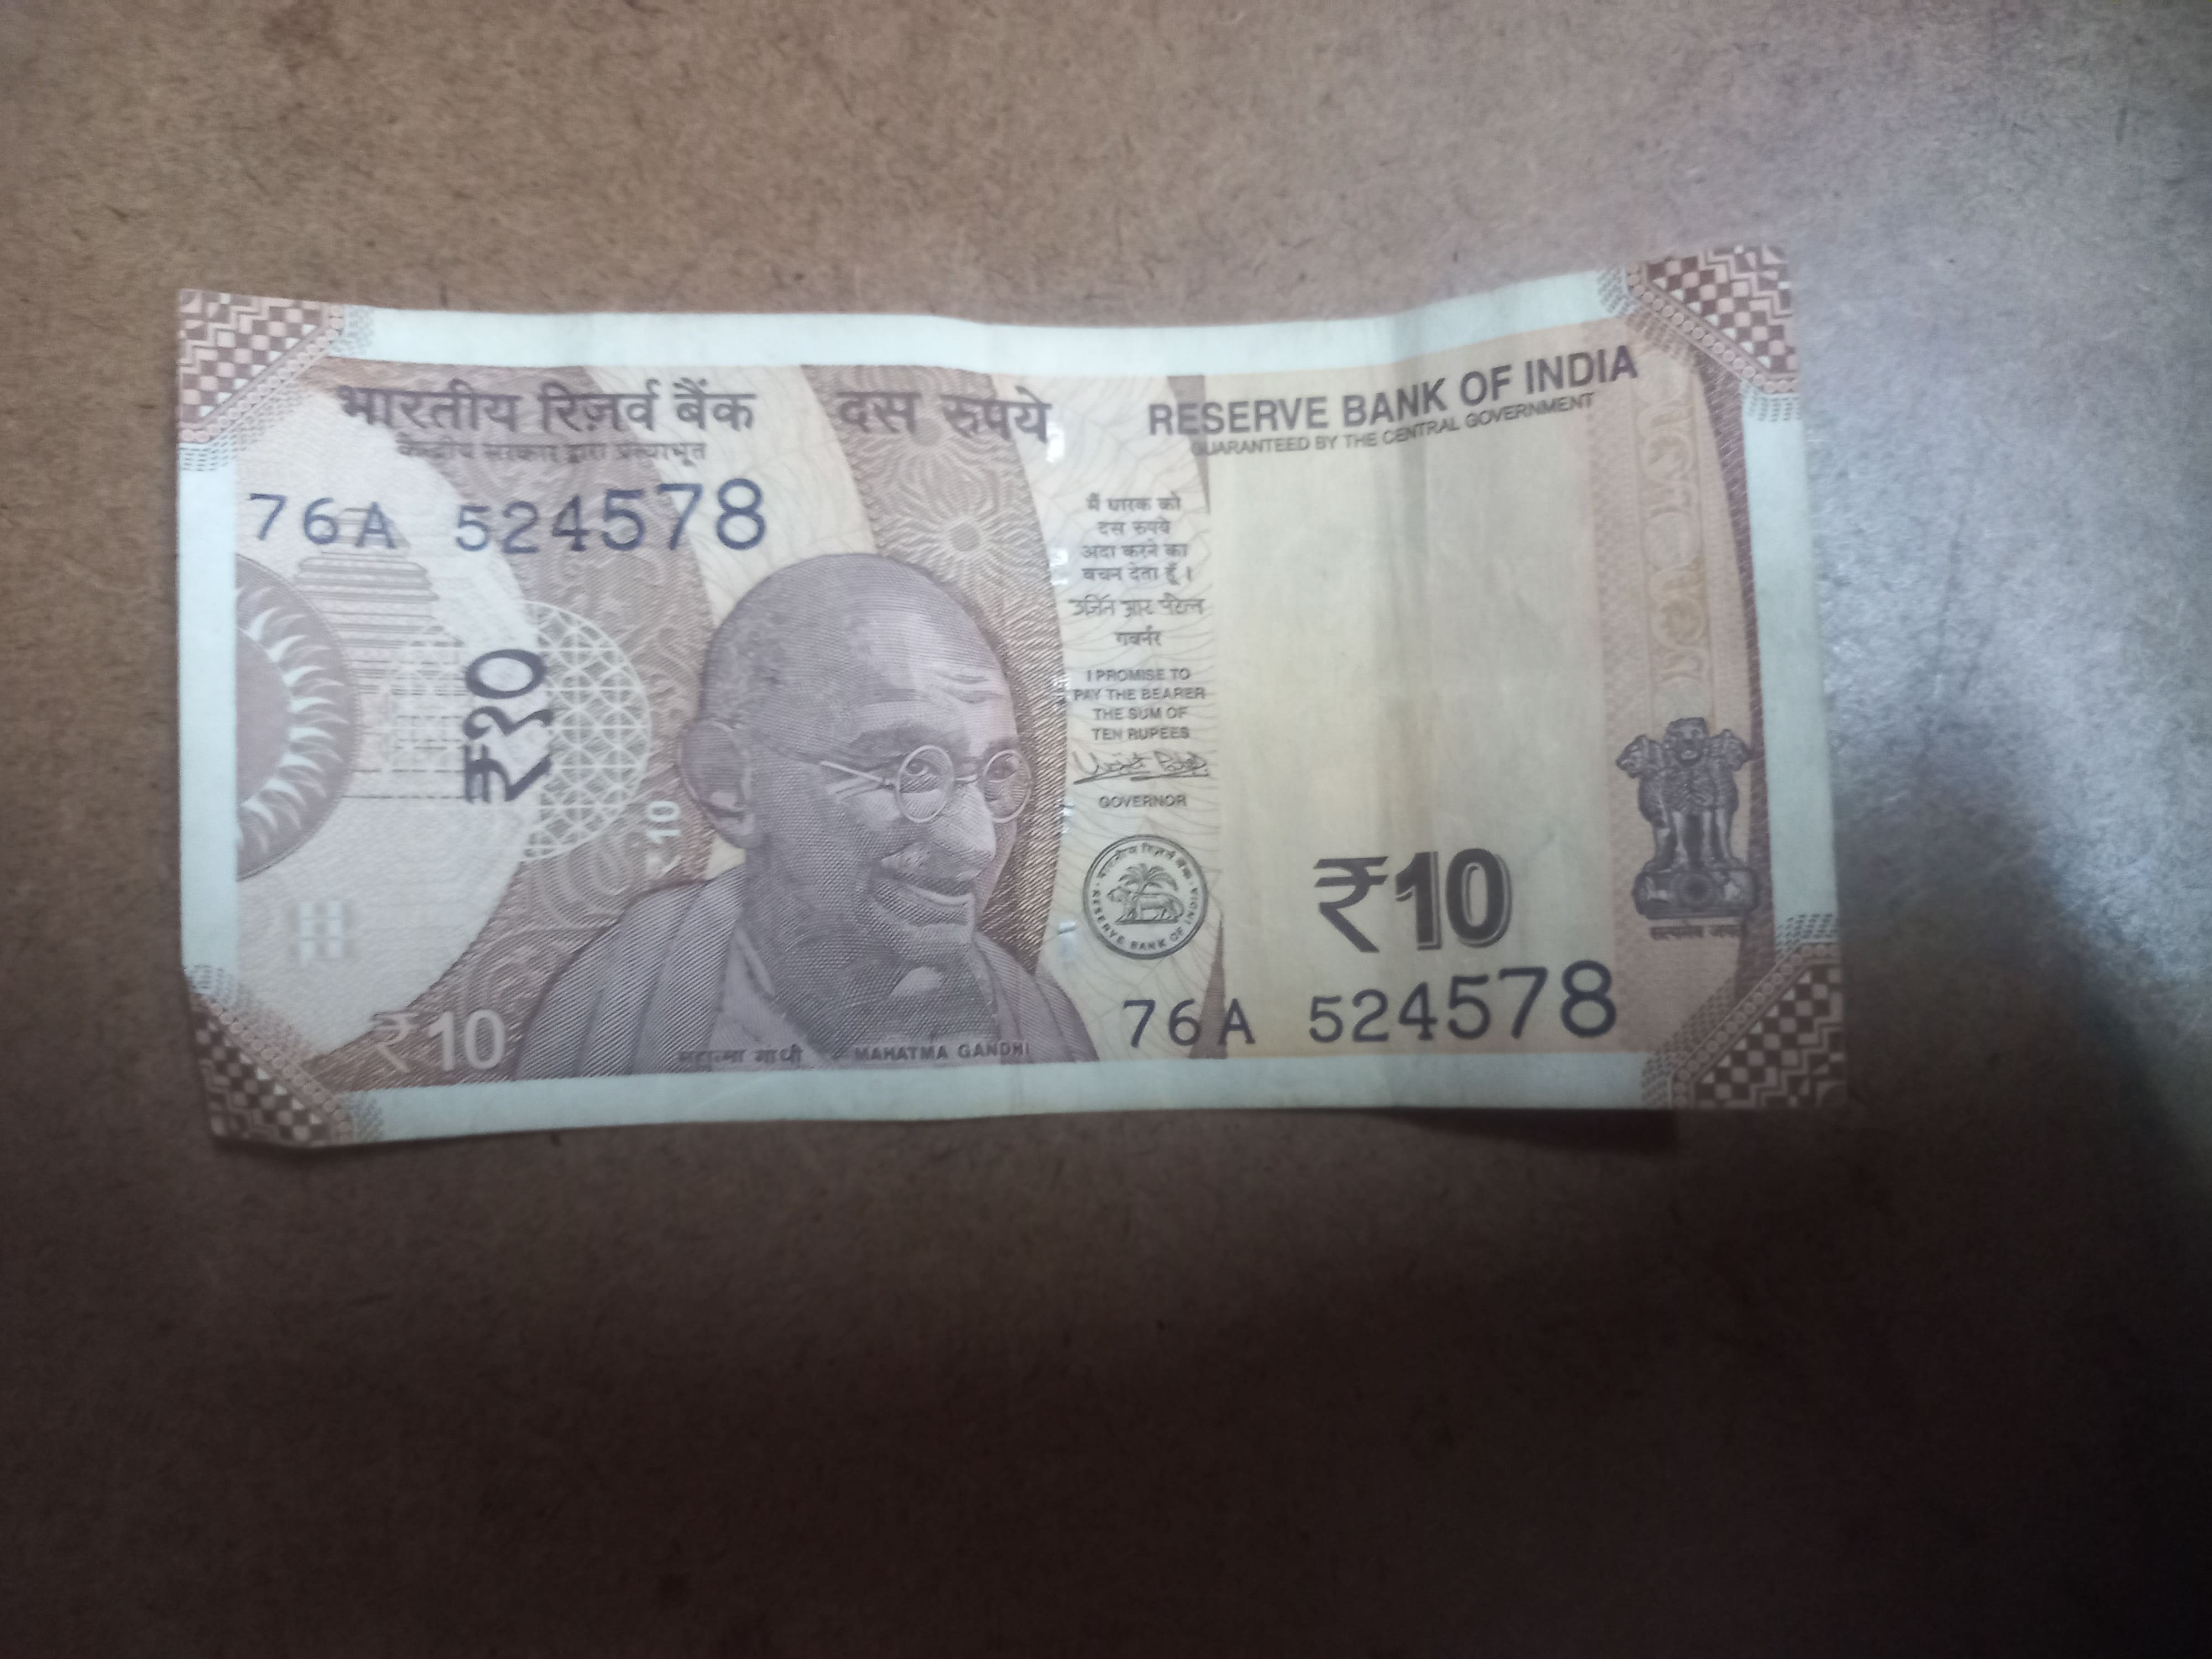 भारतीय रिज़र्व बैंक
केन्द्रीय सरकार द्वारा प्रत्याभूत
दस रुपये
RESERVE BANK OF INDIA
GUARANTEED BY THE CENTRAL GOVERNMENT
76A 524578
मैं धारक को
दस रुपये
अदा करने का
वचन देता हूँ।
उर्जित आर पटेल
गवर्नर
I PROMISE TO
PAY THE BEARER
THE SUM OF
TEN RUPEES
GOVERNOR
₹१०
₹10
भारतीय रिज़र्व बैंक
RESERVE BANK OF INDIA
₹10
सत्यमेव जयते
76A 524578
₹10
महात्मा गांधी MAHATMA GANDHI